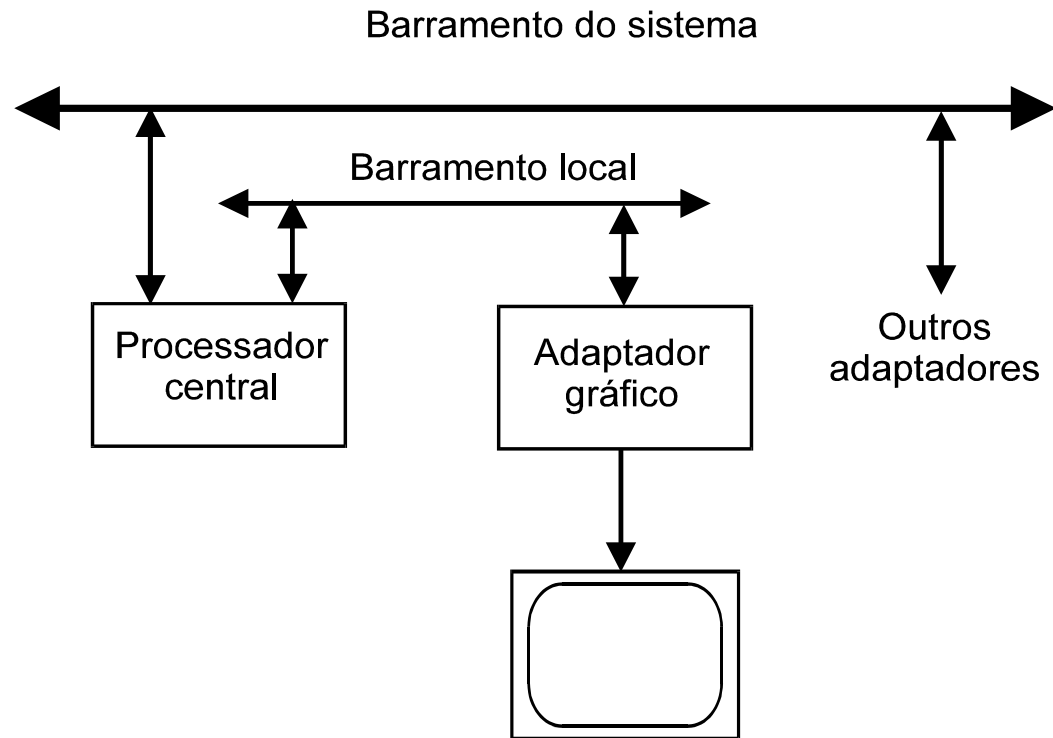 Barramento do sistema
Barramento local
Processador
central
Adaptador
gráfico
Outros
adaptadores